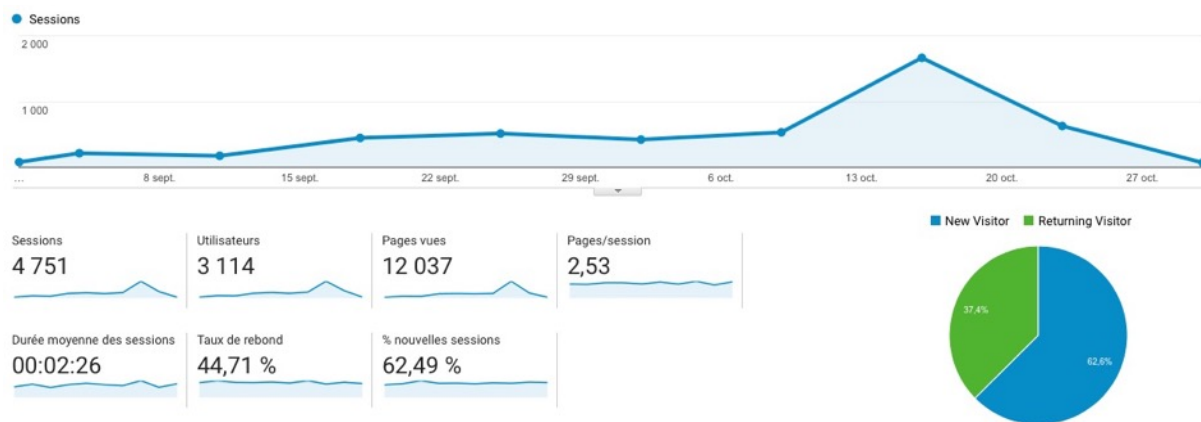 Sessions
2 000
1 000
...
8 sept.
15 sept.
22 sept.
29 sept.
6 oct.
13 oct.
20 oct.
27 oct.
New Visitor
Returning Visitor
Sessions
4 751
Utilisateurs
3 114
Pages vues
12 037
Pages/session
2,53
Durée moyenne des sessions
00:02:26
Taux de rebond
44,71 %
% nouvelles sessions
62,49 %
37,4%
62,6%